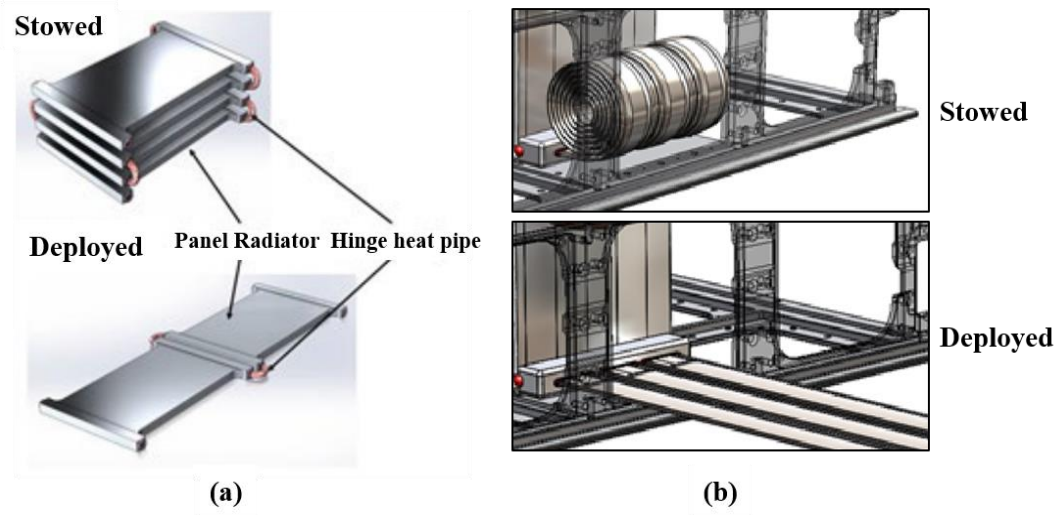 Stowed
Stowed
Panel Radiator Hinge heat pipe
Deployed
Deployed
(a)
(b)